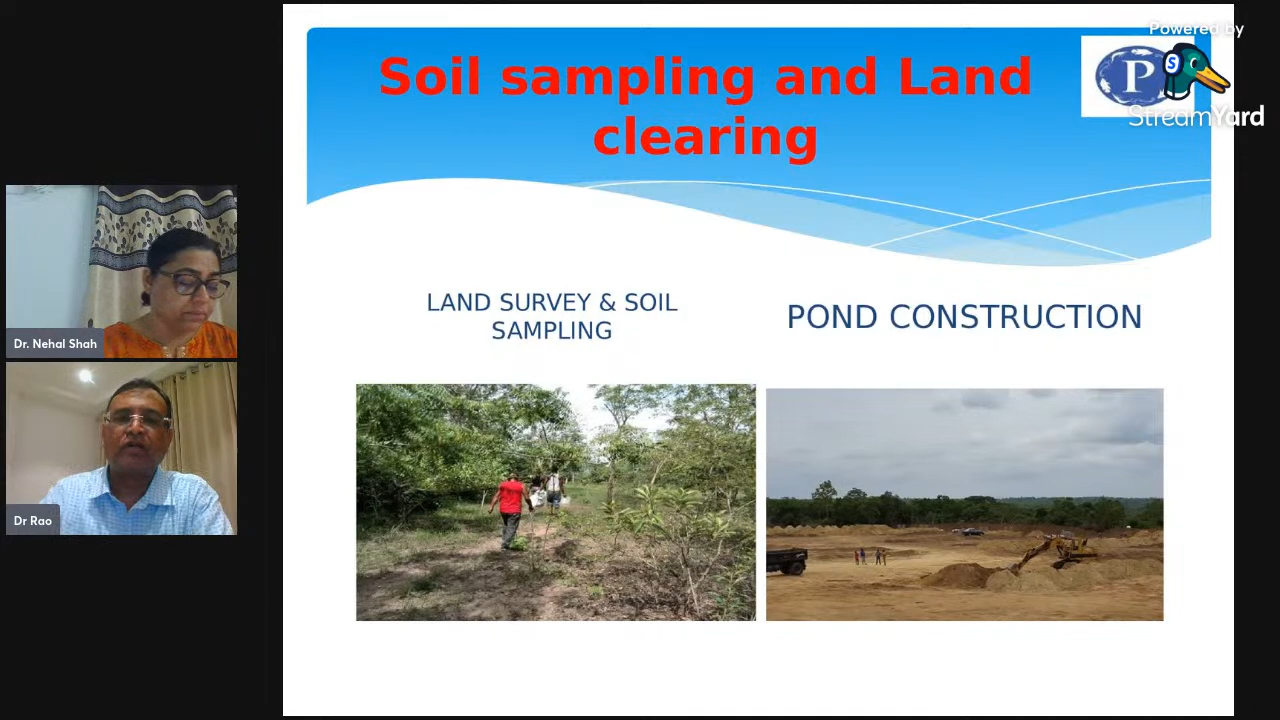 Soil sampling and Land
clearing
P
Powered by
S
StreamYard
LAND SURVEY & SOIL
SAMPLING
POND CONSTRUCTION
Dr. Nehal Shah
Dr Rao